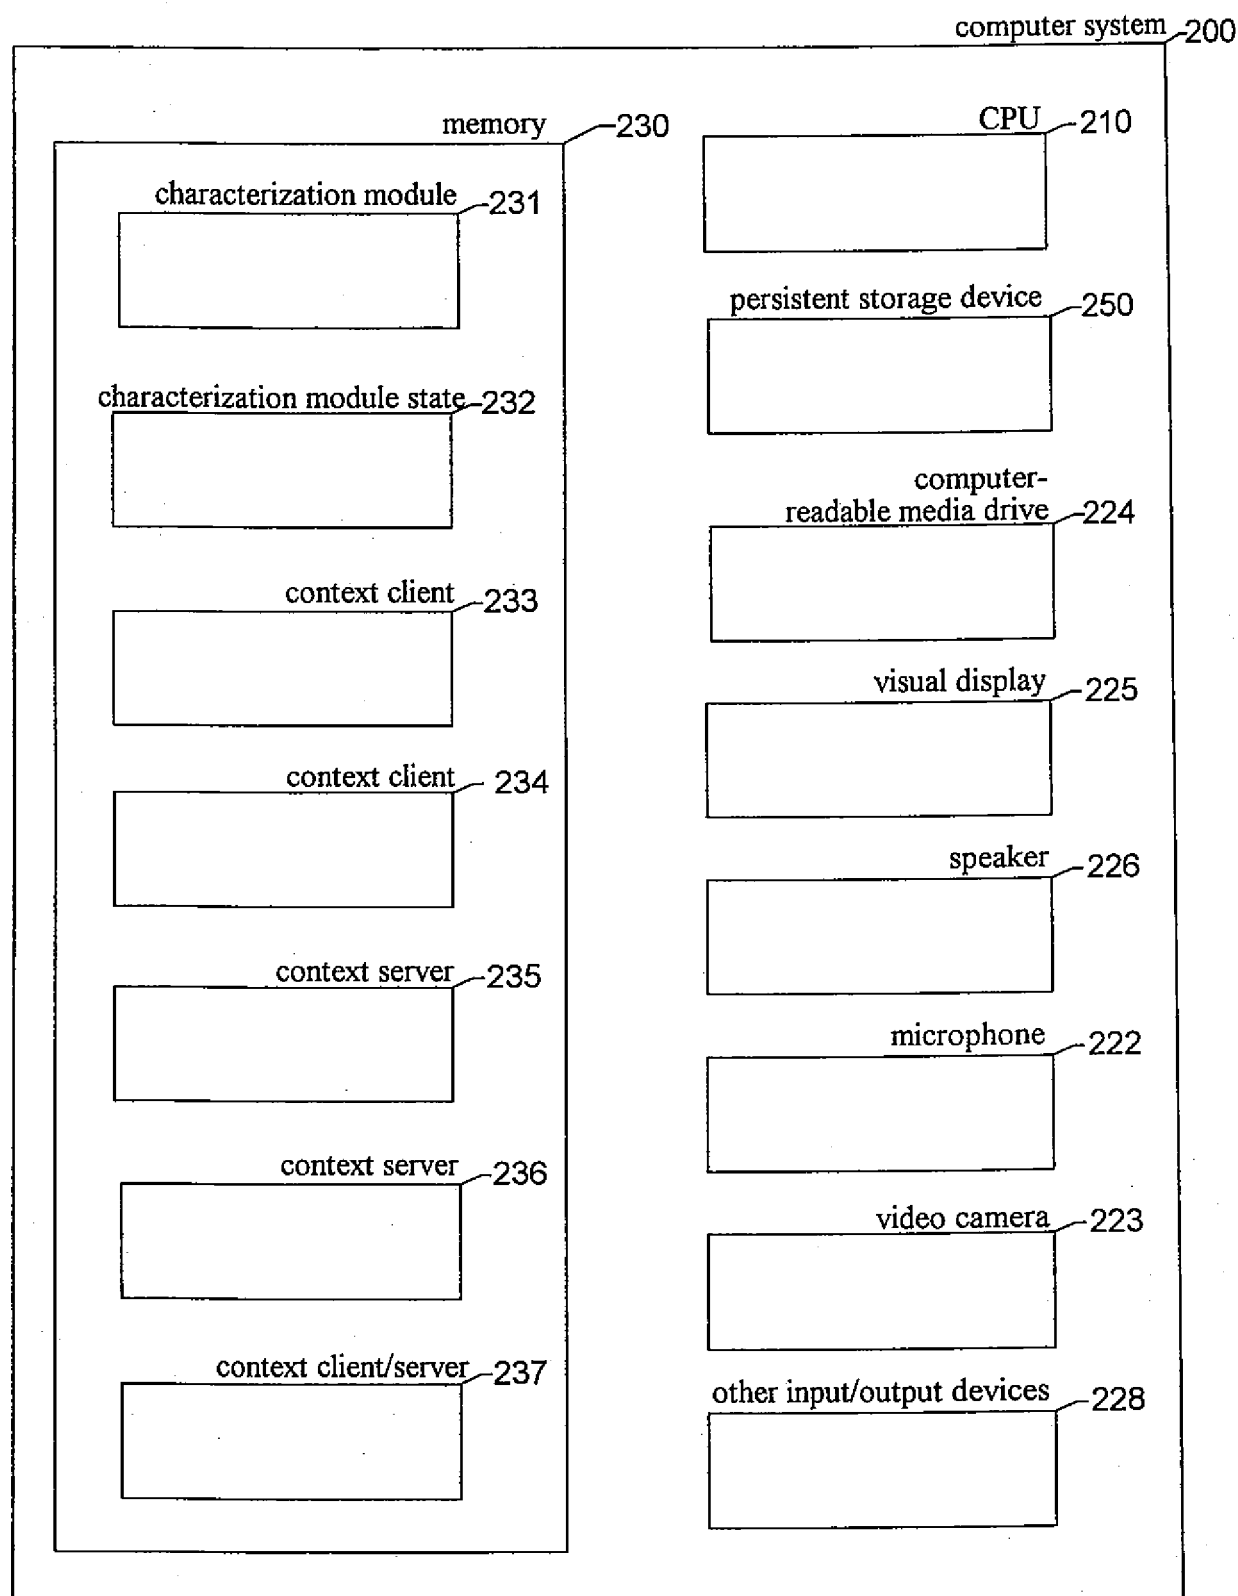 computer system 200
memory 230
characterization module 231
characterization module state 232
context client 233
context client 234
context server 235
context server 236
context client/server 237
CPU 210
persistent storage device 250
computer-
readable media drive 224
visual display 225
speaker 226
microphone 222
video camera 223
other input/output devices 228